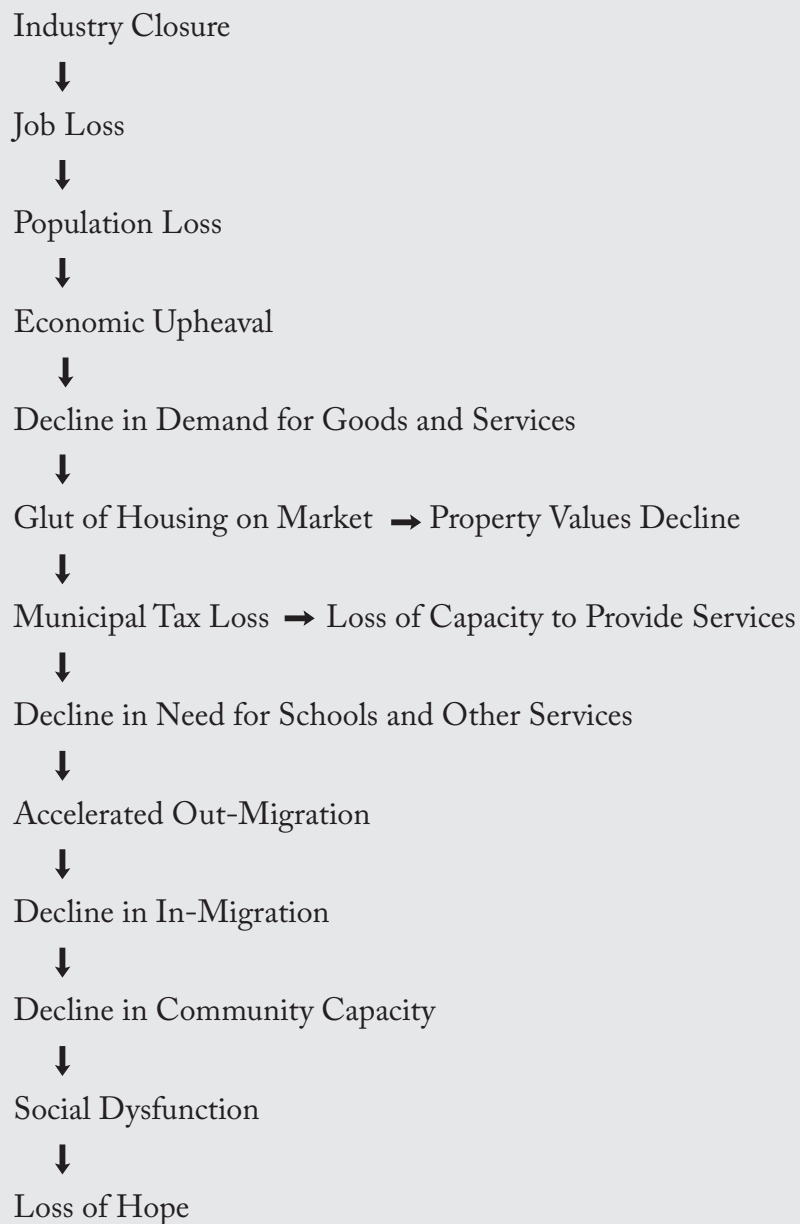 Industry Closure
Job Loss
Population Loss
Economic Upheaval
Decline in Demand for Goods and Services
Glut of Housing on Market → Property Values Decline
Municipal Tax Loss → Loss of Capacity to Provide Services
Decline in Need for Schools and Other Services
Accelerated Out-Migration
Decline in In-Migration
Decline in Community Capacity
Social Dysfunction
Loss of Hope